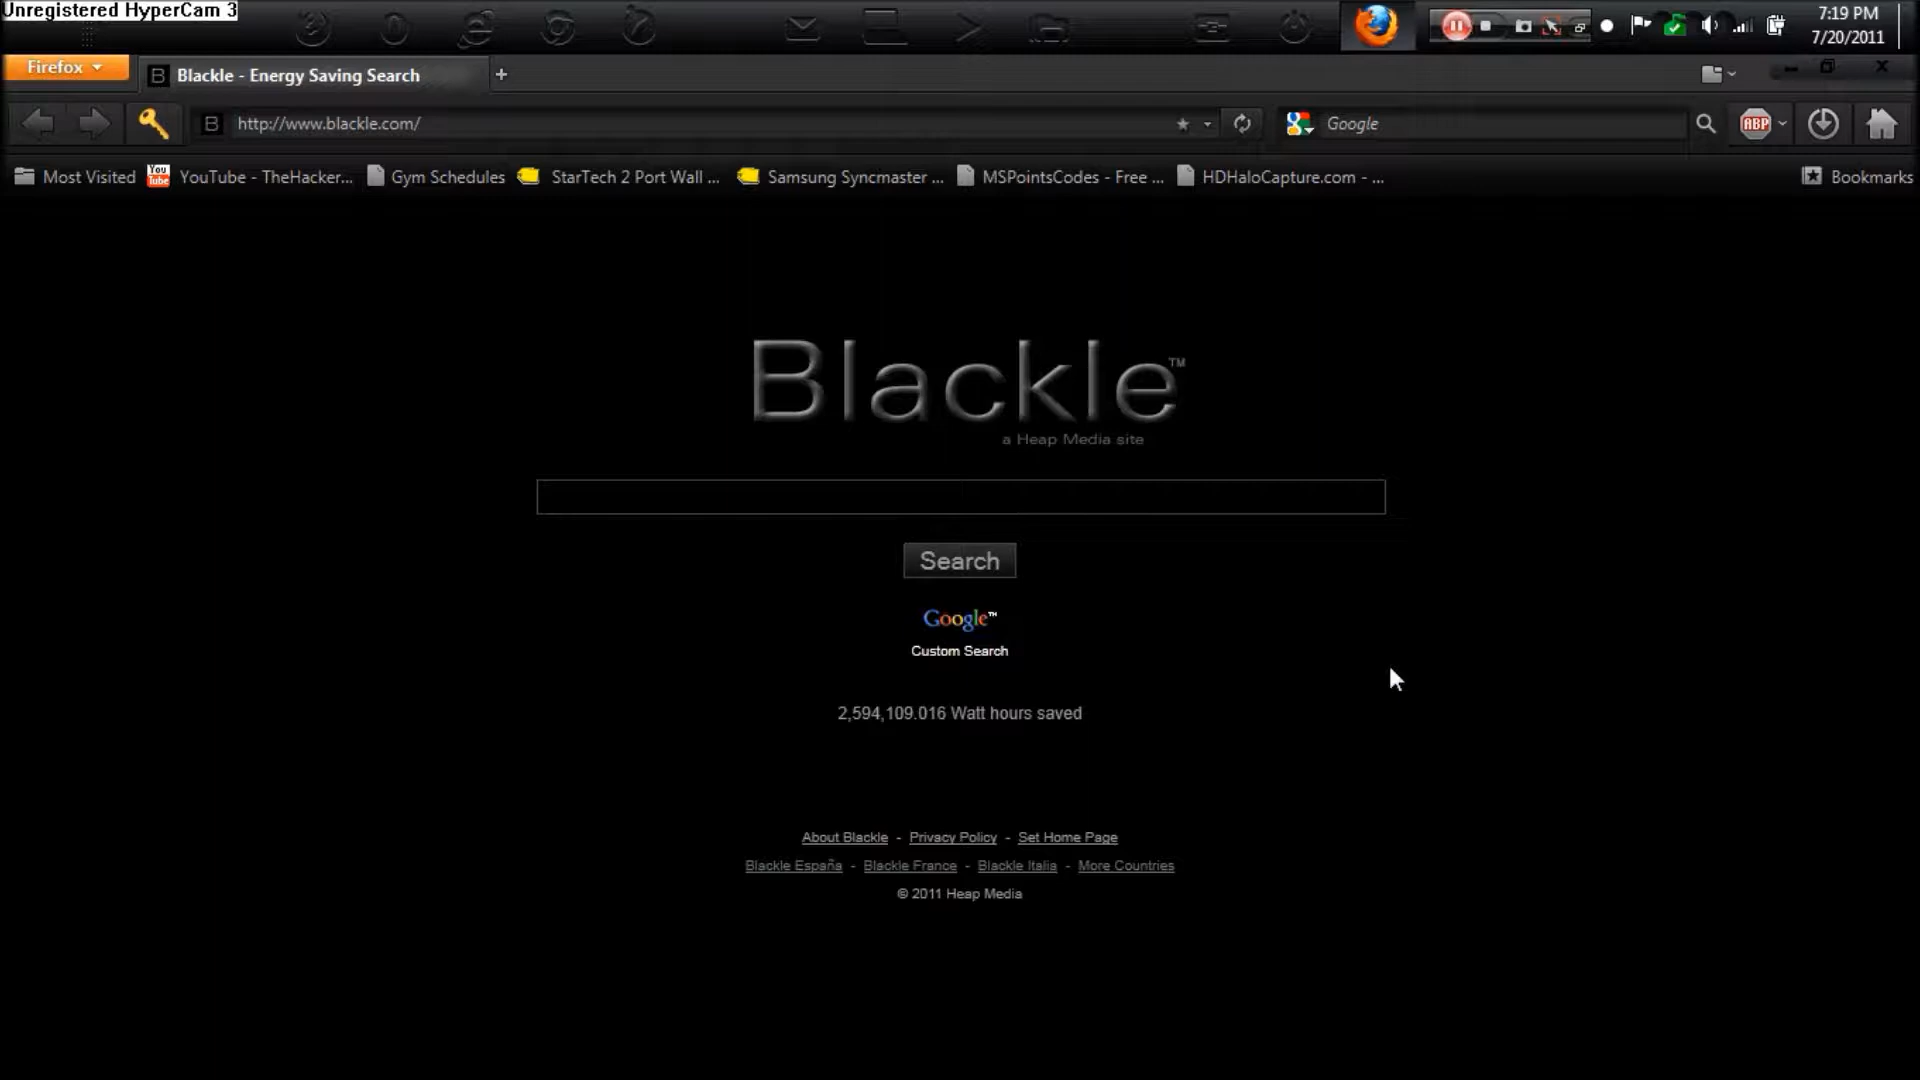 Unregistered HyperCam 3
7:19 PM
7/20/2011
Firefox
Blackle - Energy Saving Search
http://www.blackle.com/
Google
ABP
Most Visited
You Tube
YouTube - TheHacker...
Gym Schedules
StarTech 2 Port Wall ...
Samsung Syncmaster ...
MSPointsCodes - Free ...
HDHaloCapture.com - ...
Bookmarks
Blackle™
a Heap Media site
Search
Google™
Custom Search
2,594,109.016 Watt hours saved
About Blackle - Privacy Policy - Set Home Page
Blackle España - Blackle France - Blackle Italia - More Countries
© 2011 Heap Media